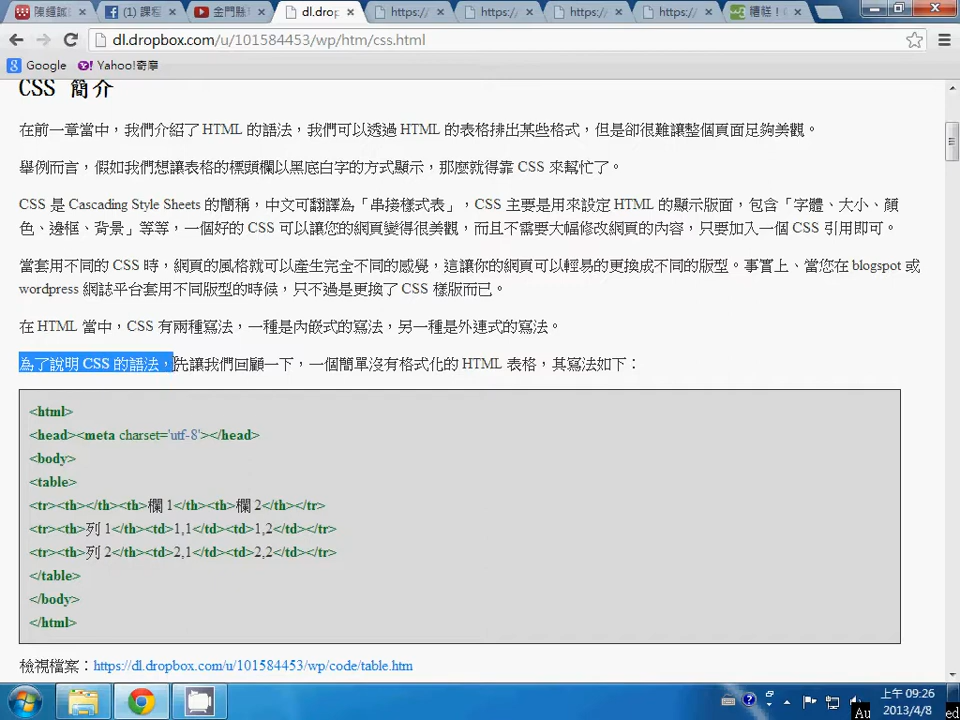 陳鍾誠
(1) 課程
金門縣
dl.drop
https:/
https:/
https:/
https:/
糟糕！
dl.dropbox.com/u/101584453/wp/htm/css.html
Google Yahoo!奇摩
CSS 簡介
在前一章當中，我們介紹了 HTML 的語法，我們可以透過 HTML 的表格排出某些格式，但是卻很難讓整個頁面足夠美觀。
舉例而言，假如我們想讓表格的標頭欄以黑底白字的方式顯示，那麼就得靠 CSS 來幫忙了。
CSS 是 Cascading Style Sheets 的簡稱，中文可翻譯為「串接樣式表」，CSS 主要是用來設定 HTML 的顯示版面，包含「字體、大小、顏
色、邊框、背景」等等，一個好的 CSS 可以讓您的網頁變得很美觀，而且不需要大幅修改網頁的內容，只要加入一個 CSS 引用即可。
當套用不同的 CSS 時，網頁的風格就可以產生完全不同的感覺，這讓你的網頁可以輕易的更換成不同的版型。事實上、當您在 blogspot 或
wordpress 網誌平台套用不同版型的時候，只不過是更換了 CSS 樣版而已。
在 HTML 當中，CSS 有兩種寫法，一種是內嵌式的寫法，另一種是外連式的寫法。
為了說明 CSS 的語法，先讓我們回顧一下，一個簡單沒有格式化的 HTML 表格，其寫法如下：
<html>
<head><meta charset='utf-8'></head>
<body>
<table>
<tr><th></th><th>欄 1</th><th>欄 2</th></tr>
<tr><th>列 1</th><td>1,1</td><td>1,2</td></tr>
<tr><th>列 2</th><td>2,1</td><td>2,2</td></tr>
</table>
</body>
</html>
檢視檔案：https://dl.dropbox.com/u/101584453/wp/code/table.htm
上午 09:26
2013/4/8
Au
ed